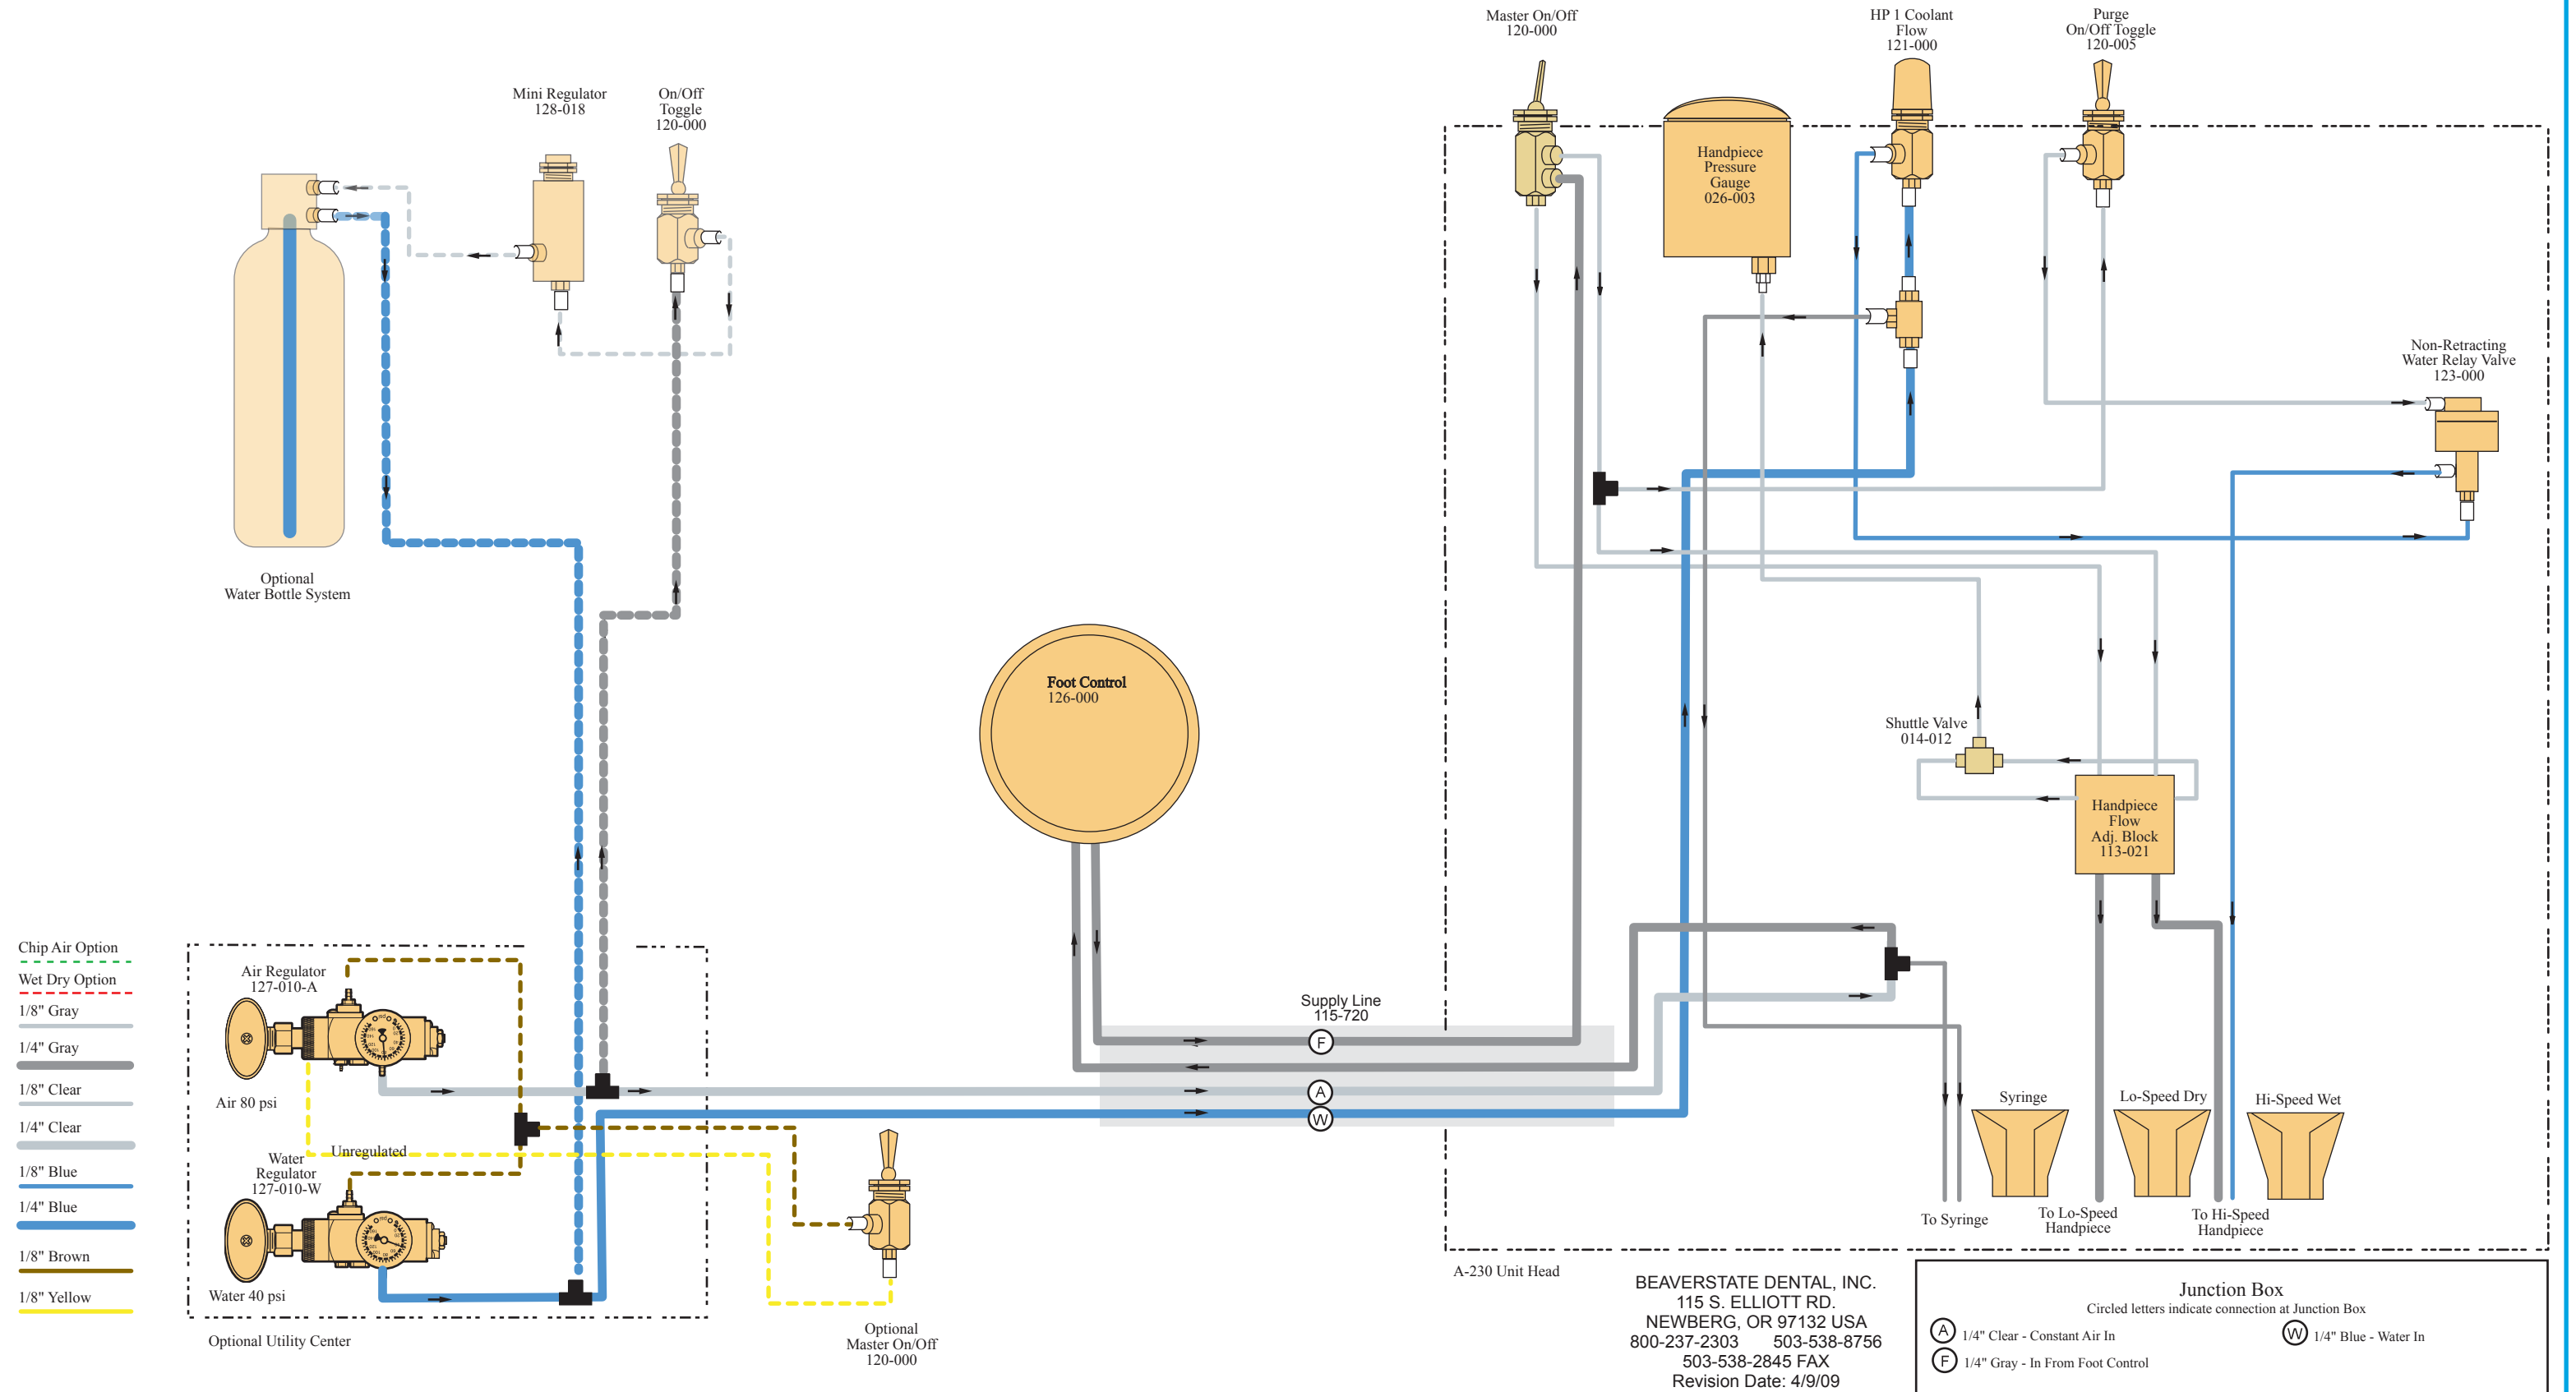 Master On/Off
120-000
HP 1 Coolant
Flow
121-000
Purge
On/Off Toggle
120-005
Mini Regulator
128-018
On/Off
Toggle
120-000
Handpiece
Pressure
Gauge
026-003
Non-Retracting
Water Relay Valve
123-000
Optional
Water Bottle System
Foot Control
126-000
Shuttle Valve
014-012
Handpiece
Flow
Adj. Block
113-021
Chip Air Option
Wet Dry Option
1/8" Gray
1/4" Gray
1/8" Clear
1/4" Clear
1/8" Blue
1/4" Blue
1/8" Brown
1/8" Yellow
Air Regulator
127-010-A
Air 80 psi
Unregulated
Water
Regulator
127-010-W
Water 40 psi
Optional Utility Center
Optional
Master On/Off
120-000
Supply Line
115-720
F
A
W
Syringe
Lo-Speed Dry
Hi-Speed Wet
To Syringe
To Lo-Speed
Handpiece
To Hi-Speed
Handpiece
A-230 Unit Head
BEAVERSTATE DENTAL, INC.
115 S. ELLIOTT RD.
NEWBERG, OR 97132 USA
800-237-2303 503-538-8756
503-538-2845 FAX
Revision Date: 4/9/09
Junction Box
Circled letters indicate connection at Junction Box
A 1/4" Clear - Constant Air In
W 1/4" Blue - Water In
F 1/4" Gray - In From Foot Control